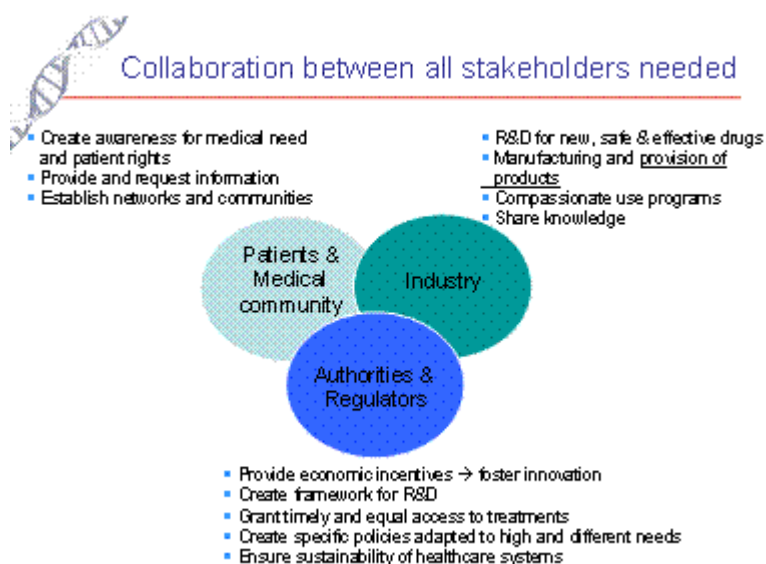 Collaboration between all stakeholders needed
▪ Create awareness for medical need
and patient rights
▪ Provide and request information
▪ Establish networks and communities
▪ R&D for new, safe & effective drugs
▪ Manufacturing and provision of
products
▪ Compassionate use programs
▪ Share knowledge
Patients &
Medical
community
Industry
Authorities &
Regulators
▪ Provide economic incentives → foster innovation
▪ Create framework for R&D
▪ Grant timely and equal access to treatments
▪ Create specific policies adapted to high and different needs
▪ Ensure sustainability of healthcare systems